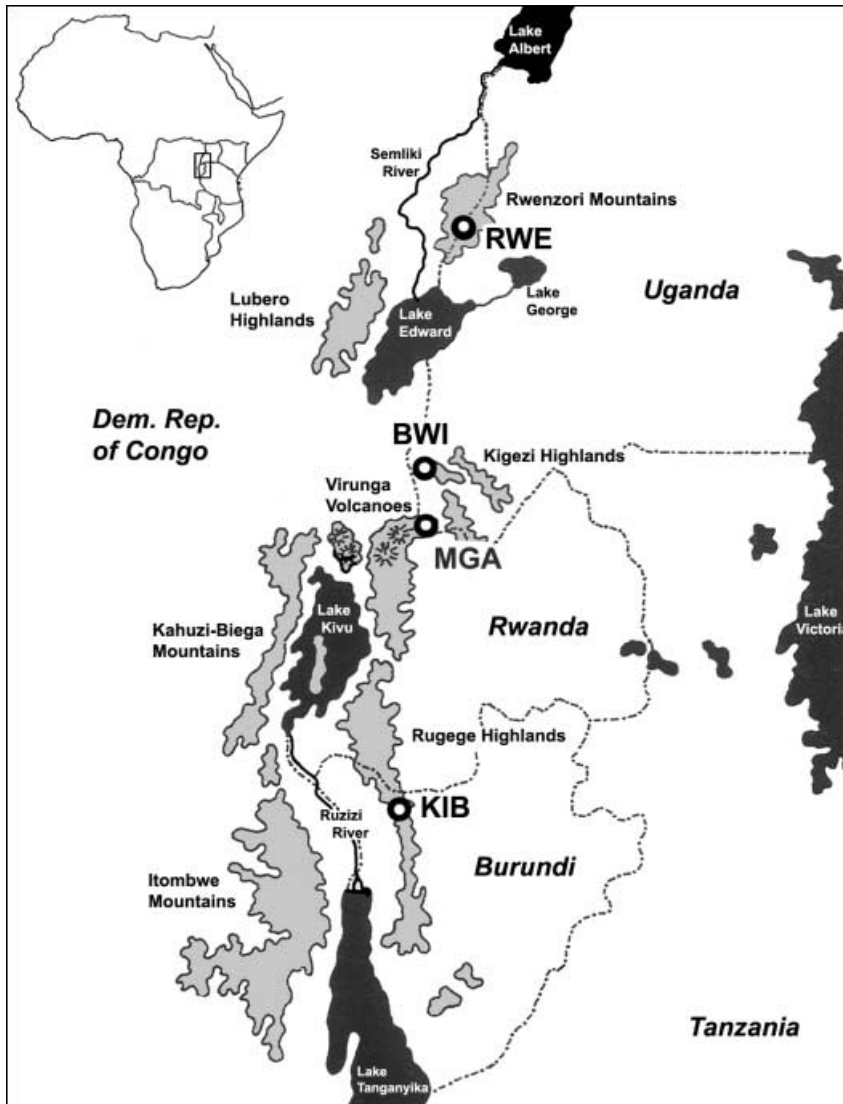 Lake
Albert
Semliki
River
Rwenzori Mountains
RWE
Lubero
Highlands
Lake
Edward
Lake
George
Uganda
Dem. Rep.
of Congo
BWI
Kigezi Highlands
Virunga
Volcanoes
MGA
Lake
Kivu
Kahuzi-Biega
Mountains
Rwanda
Lake
Victoria
Rugege Highlands
KIB
Ruzizi
River
Burundi
Itombwe
Mountains
Tanzania
Lake
Tanganyika